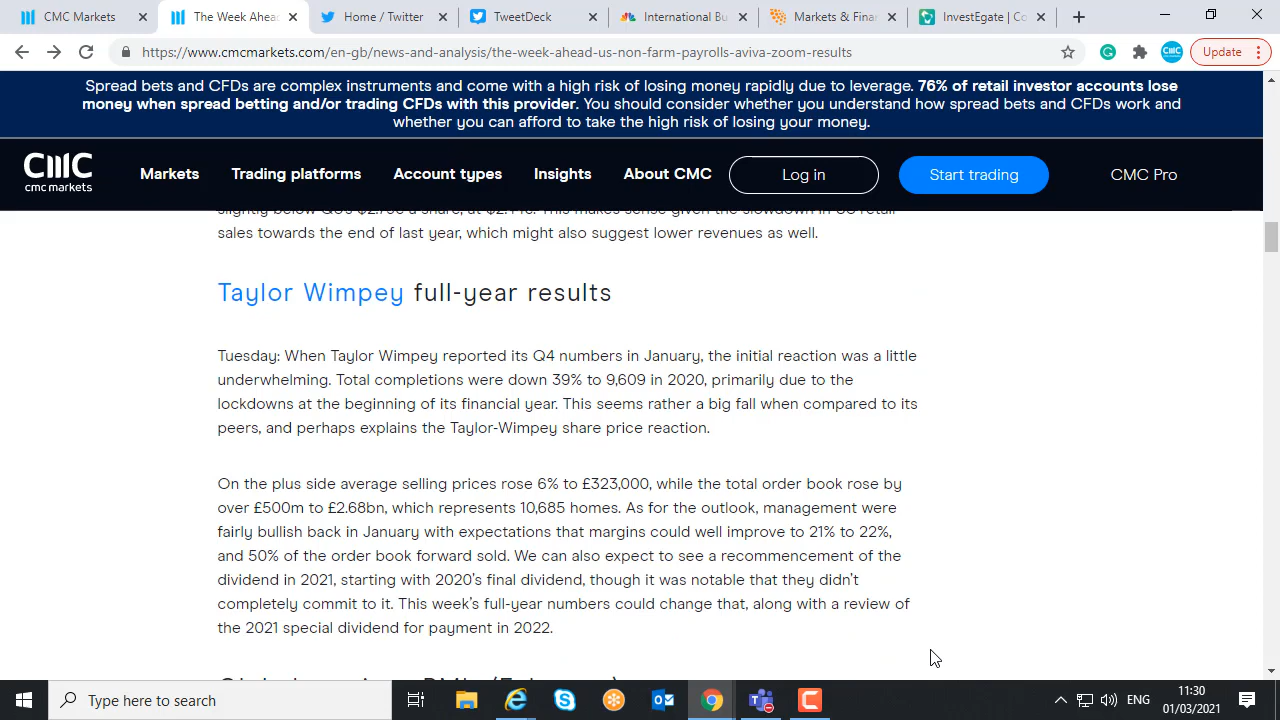 CMC Markets
The Week Ahea
Home / Twitter
TweetDeck
International Bu
Markets & Finan
InvestEgate | Co
https://www.cmcmarkets.com/en-gb/news-and-analysis/the-week-ahead-us-non-farm-payrolls-aviva-zoom-results
Update
Spread bets and CFDs are complex instruments and come with a high risk of losing money rapidly due to leverage. 76% of retail investor accounts lose
money when spread betting and/or trading CFDs with this provider. You should consider whether you understand how spread bets and CFDs work and
whether you can afford to take the high risk of losing your money.
cmc markets
Markets
Trading platforms
Account types
Insights
About CMC
Log in
Start trading
CMC Pro
sales towards the end of last year, which might also suggest lower revenues as well.
Taylor Wimpey full-year results
Tuesday: When Taylor Wimpey reported its Q4 numbers in January, the initial reaction was a little
underwhelming. Total completions were down 39% to 9,609 in 2020, primarily due to the
lockdowns at the beginning of its financial year. This seems rather a big fall when compared to its
peers, and perhaps explains the Taylor-Wimpey share price reaction.
On the plus side average selling prices rose 6% to £323,000, while the total order book rose by
over £500m to £2.68bn, which represents 10,685 homes. As for the outlook, management were
fairly bullish back in January with expectations that margins could well improve to 21% to 22%,
and 50% of the order book forward sold. We can also expect to see a recommencement of the
dividend in 2021, starting with 2020's final dividend, though it was notable that they didn't
completely commit to it. This week's full-year numbers could change that, along with a review of
the 2021 special dividend for payment in 2022.
Type here to search
ENG
11:30
01/03/2021